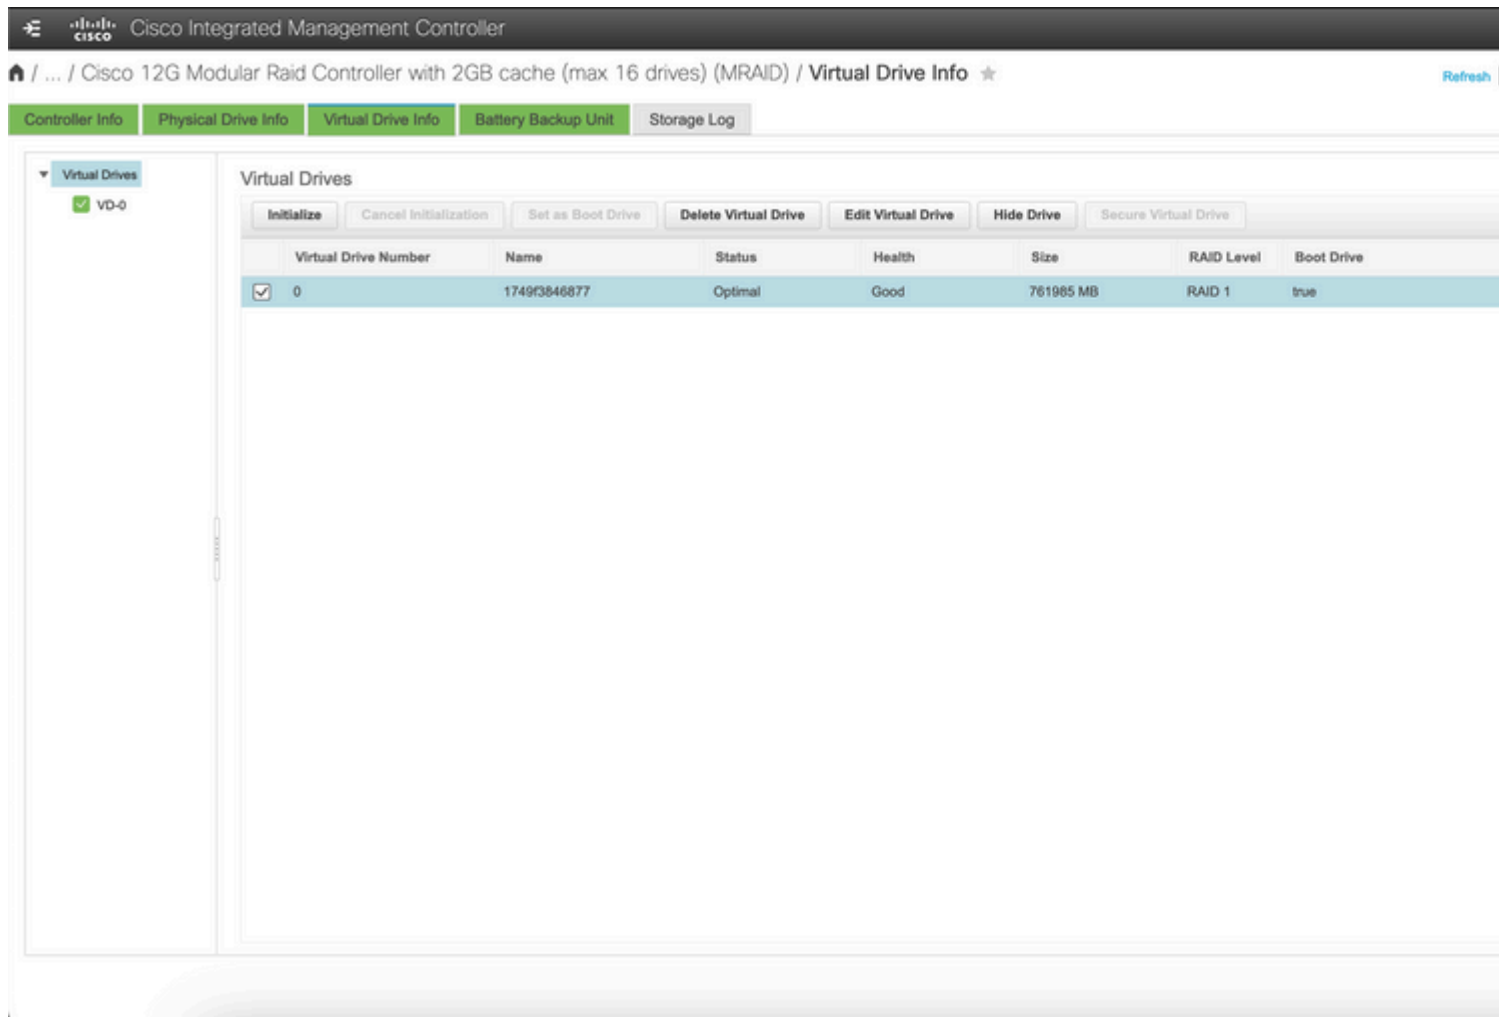 cisco Cisco Integrated Management Controller
/ ... / Cisco 12G Modular Raid Controller with 2GB cache (max 16 drives) (MRAID) / Virtual Drive Info
Refresh
Controller Info Physical Drive Info Virtual Drive Info Battery Backup Unit Storage Log
Virtual Drives
VD-0
Virtual Drives
Initialize Cancel Initialization Set as Boot Drive Delete Virtual Drive Edit Virtual Drive Hide Drive Secure Virtual Drive
Virtual Drive Number Name Status Health Size RAID Level Boot Drive
0 1749f3846877 Optimal Good 761985 MB RAID 1 true